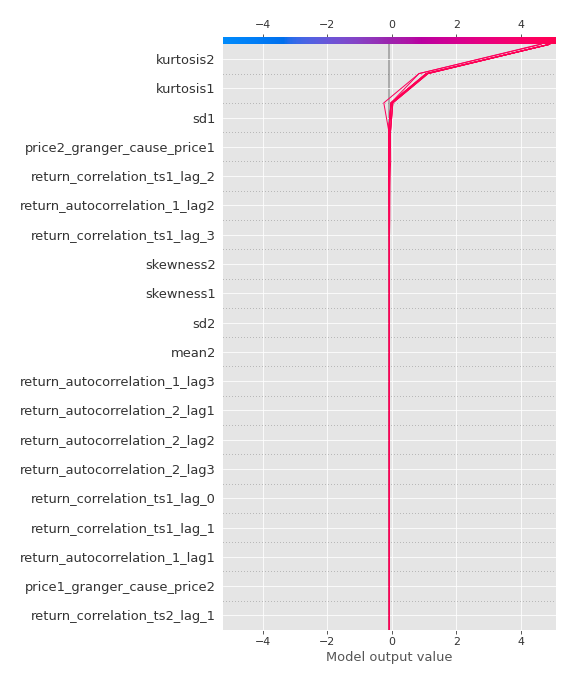 −4 −2 0 2 4
kurtosis2
kurtosis1
sd1
price2_granger_cause_price1
return_correlation_ts1_lag_2
return_autocorrelation_1_lag2
return_correlation_ts1_lag_3
skewness2
skewness1
sd2
mean2
return_autocorrelation_1_lag3
return_autocorrelation_2_lag1
return_autocorrelation_2_lag2
return_autocorrelation_2_lag3
return_correlation_ts1_lag_0
return_correlation_ts1_lag_1
return_autocorrelation_1_lag1
price1_granger_cause_price2
return_correlation_ts2_lag_1
−4 −2 0 2 4
Model output value